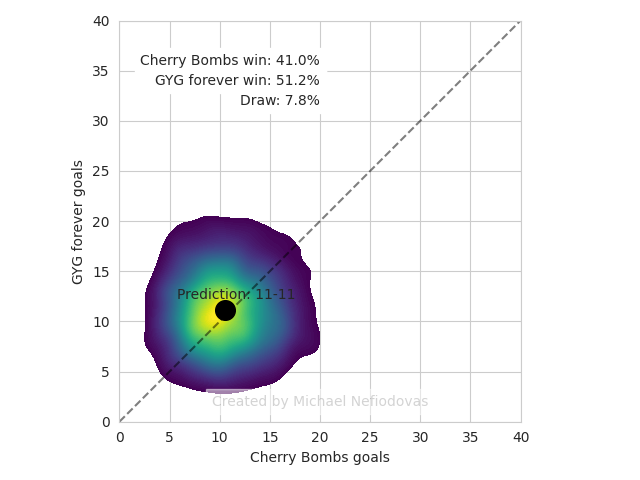 40
35
30
25
20
15
10
5
0
GYG forever goals
Cherry Bombs win: 41.0%
GYG forever win: 51.2%
Draw: 7.8%
Prediction: 11-11
Created by Michael Nefiodovas
0 5 10 15 20 25 30 35 40
Cherry Bombs goals